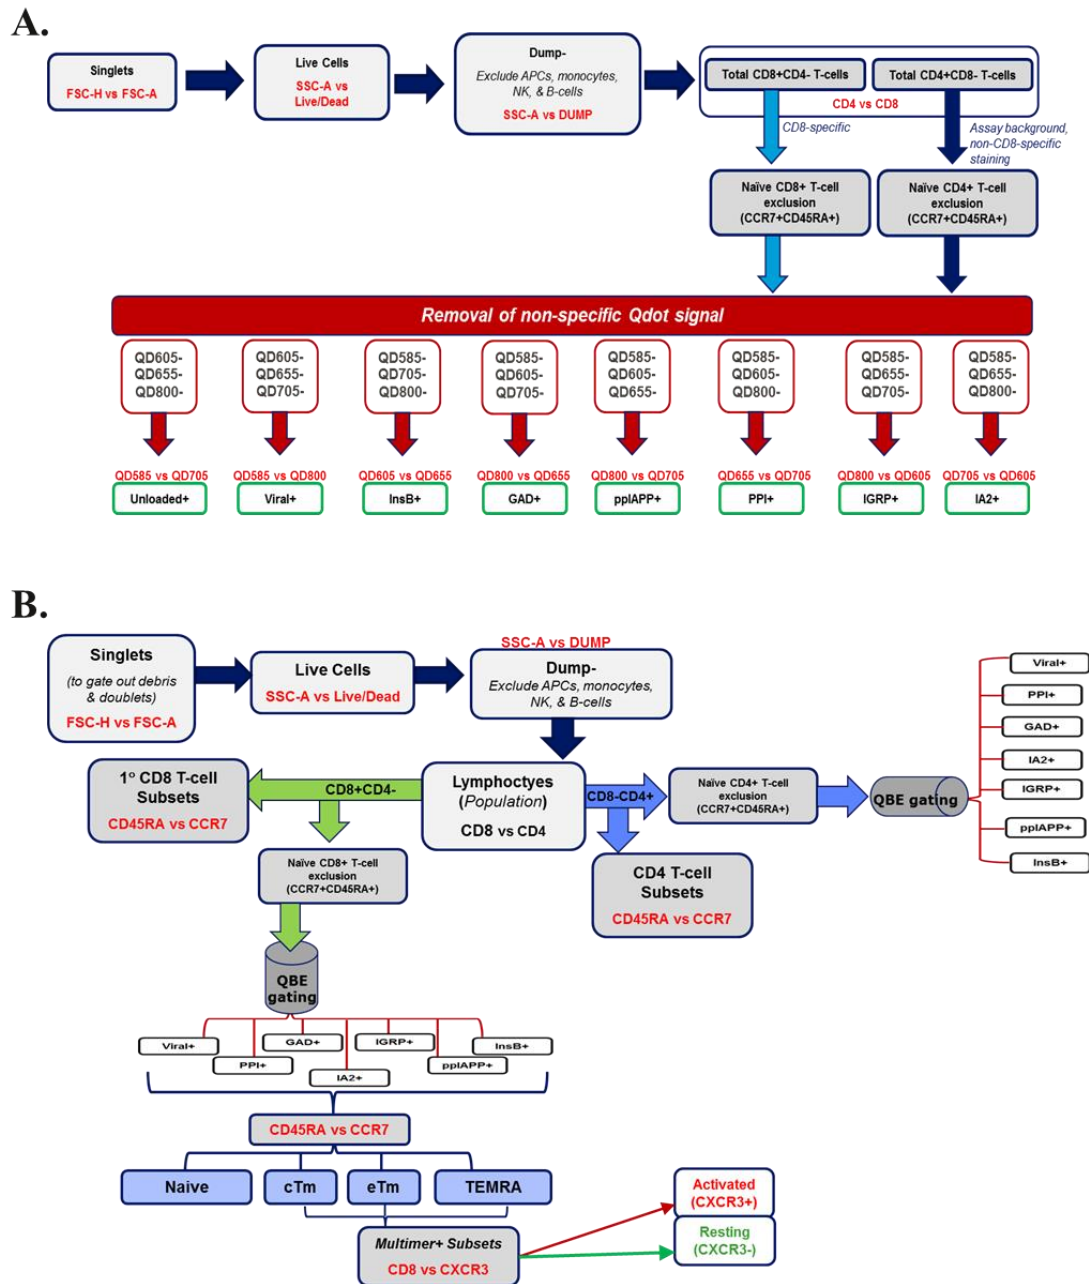 A.
Singlets
FSC-H vs FSC-A
Live Cells
SSC-A vs
Live/Dead
Dump-
Exclude APCs, monocytes,
NK, & B-cells
SSC-A vs DUMP
Total CD8+CD4- T-cells
Total CD4+CD8- T-cells
CD4 vs CD8
CD8-specific
Assay background,
non-CD8-specific
staining
Naïve CD8+ T-cell
exclusion
(CCR7+CD45RA+)
Naïve CD4+ T-cell
exclusion
(CCR7+CD45RA+)
Removal of non-specific Qdot signal
QD605-
QD655-
QD800-
QD605-
QD655-
QD705-
QD585-
QD705-
QD800-
QD585-
QD605-
QD705-
QD585-
QD605-
QD655-
QD585-
QD605-
QD800-
QD585-
QD655-
QD705-
QD585-
QD655-
QD800-
QD585 vs QD705
QD585 vs QD800
QD605 vs QD655
QD800 vs QD655
QD800 vs QD705
QD655 vs QD705
QD800 vs QD605
QD705 vs QD605
Unloaded+
Viral+
InsB+
GAD+
ppIAPP+
PPI+
IGRP+
IA2+
B.
Singlets
(to gate out debris
& doublets)
FSC-H vs FSC-A
Live Cells
SSC-A vs Live/Dead
SSC-A vs DUMP
Dump-
Exclude APCs, monocytes,
NK, & B-cells
1º CD8 T-cell
Subsets
CD45RA vs CCR7
CD8+CD4-
Lymphoctyes
(Population)
CD8 vs CD4
CD8-CD4+
Naïve CD4+ T-cell
exclusion
(CCR7+CD45RA+)
QBE gating
Viral+
PPI+
GAD+
IA2+
IGRP+
ppIAPP+
InsB+
Naïve CD8+ T-cell
exclusion
(CCR7+CD45RA+)
CD4 T-cell
Subsets
CD45RA vs CCR7
QBE
gating
Viral+
PPI+
GAD+
IA2+
IGRP+
ppIAPP+
InsB+
CD45RA vs CCR7
Naive
cTm
eTm
TEMRA
Multimer+ Subsets
CD8 vs CXCR3
Activated
(CXCR3+)
Resting
(CXCR3-)